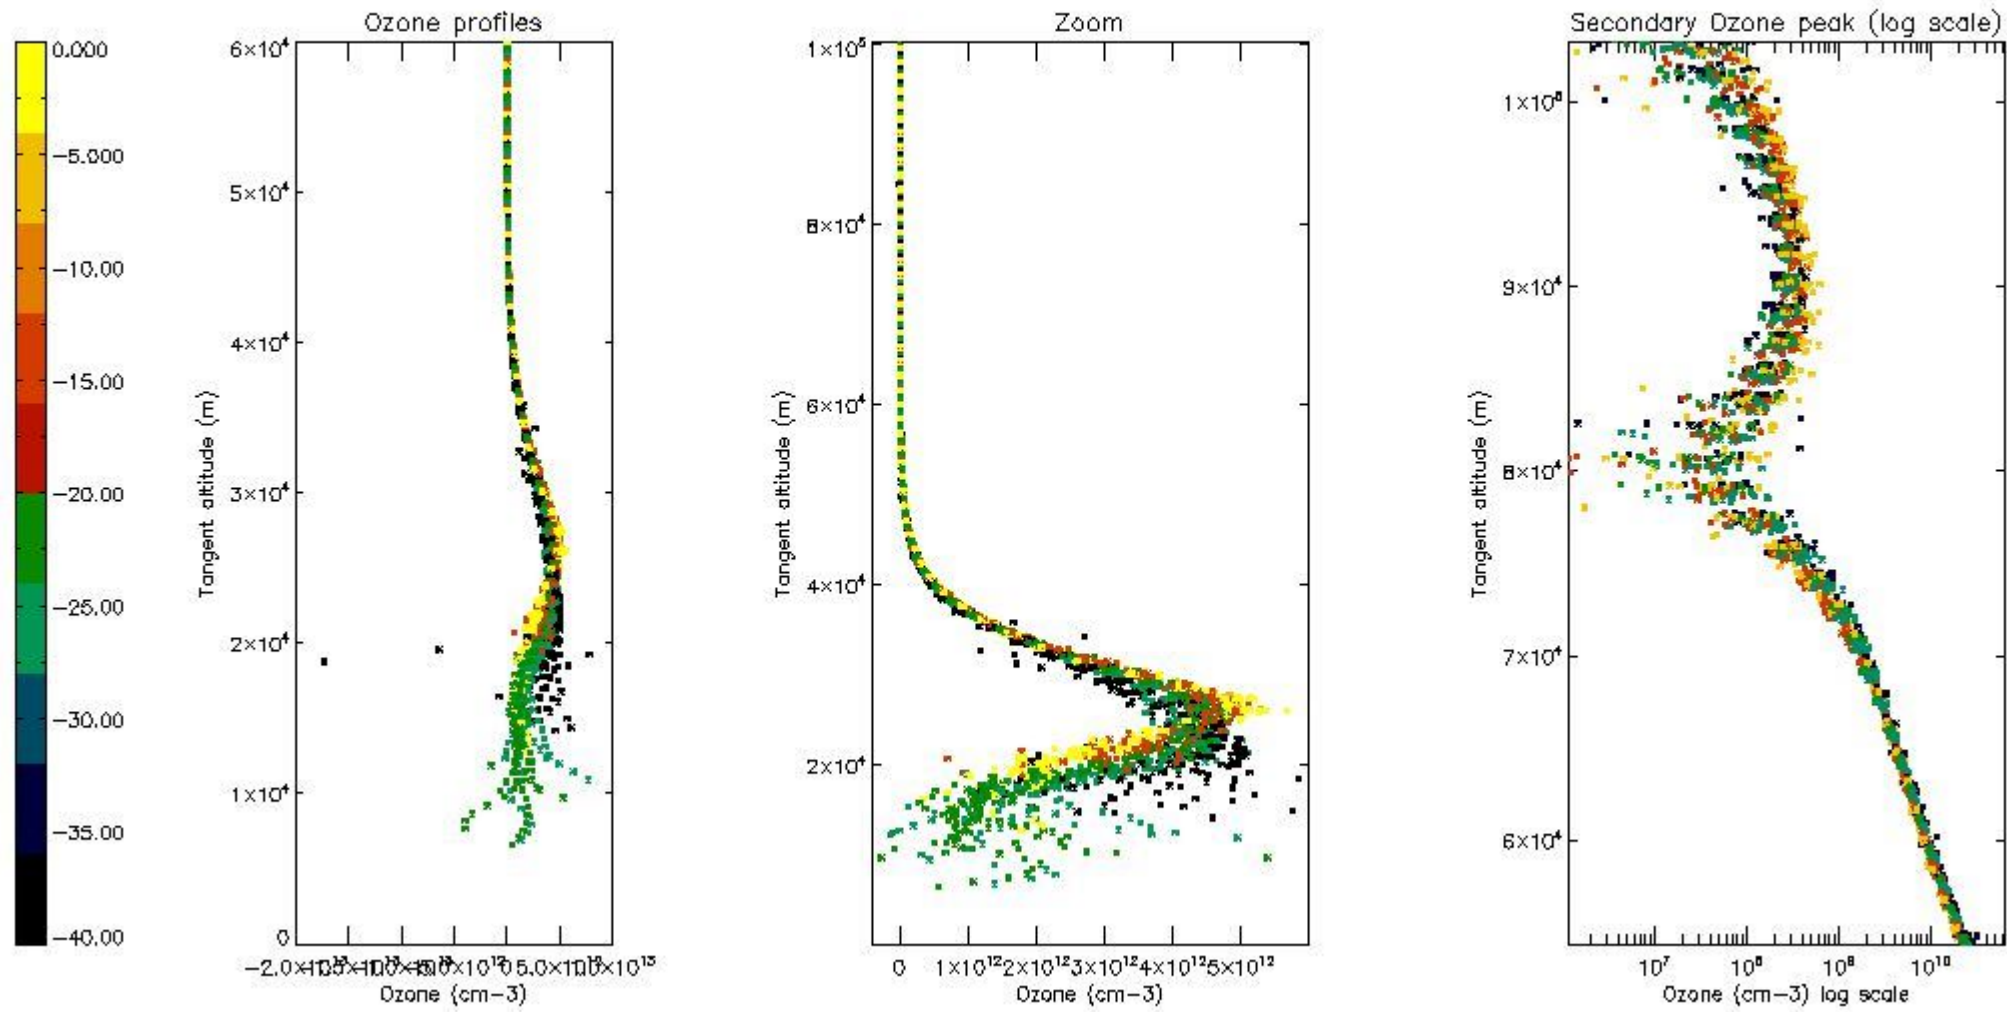 Ozone profiles
Zoom
Secondary Ozone peak (log scale)
0.000
−5.000
−10.00
−15.00
−20.00
−25.00
−30.00
−35.00
−40.00
6×10⁴
5×10⁴
4×10⁴
3×10⁴
2×10⁴
1×10⁴
0
Tangent altitude (m)
Ozone (cm−3)
1×10⁵
8×10⁴
6×10⁴
4×10⁴
2×10⁴
Tangent altitude (m)
0 1×10¹² 2×10¹² 3×10¹² 4×10¹² 5×10¹²
Ozone (cm−3)
1×10⁵
9×10⁴
8×10⁴
7×10⁴
6×10⁴
Tangent altitude (m)
10⁷ 10⁸ 10⁹ 10¹⁰
Ozone (cm−3) log scale